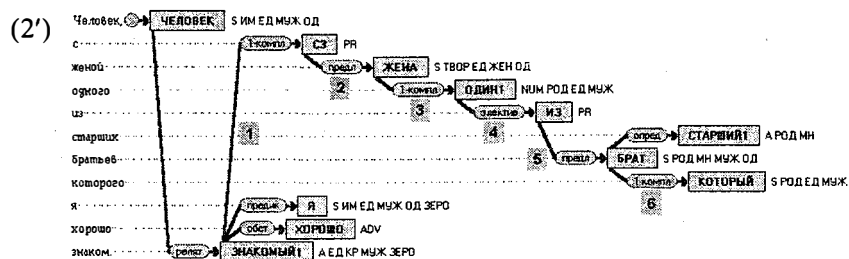 (2′)
Человек, ЧЕЛОВЕК S ИМ ЕД МУЖ ОД
с 1-компл С3 PR
женой предл ЖЕНА S ТВОР ЕД ЖЕН ОД
2
одного 1-компл ОДИН1 NUM РОД ЕД МУЖ
3
из электив ИЗ PR
1 4
старших опред СТАРШИЙ1 А РОД МН
братьев 5 предл БРАТ S РОД МН МУЖ ОД
которого 1-компл КОТОРЫЙ S РОД ЕД МУЖ
6
я предик Я S ИМ ЕД МУЖ ОД ЗЕРО
хорошо обст ХОРОШО ADV
знаком. релят ЗНАКОМЫЙ1 А ЕД КР МУЖ ЗЕРО